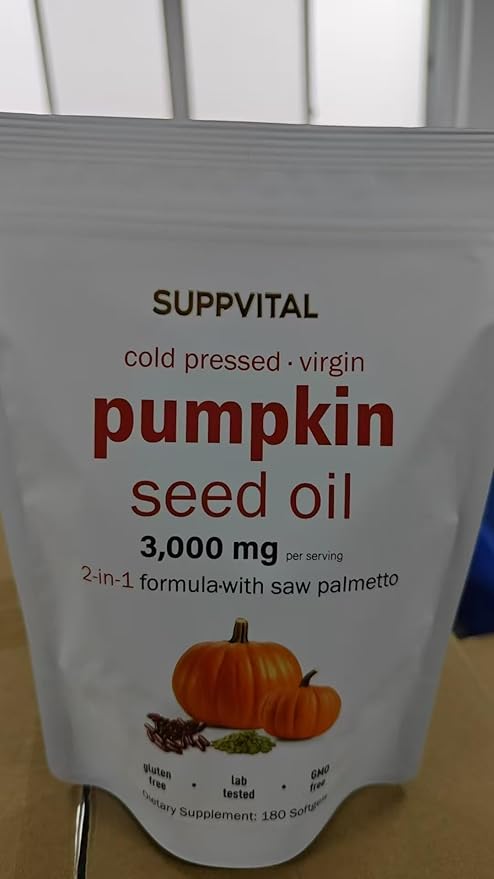 SUPPVITAL
cold pressed · virgin
pumpkin
seed oil
3,000 mg per serving
2-in-1 formula·with saw palmetto
gluten free · lab tested · GMO free
Dietary Supplement: 180 Softgels